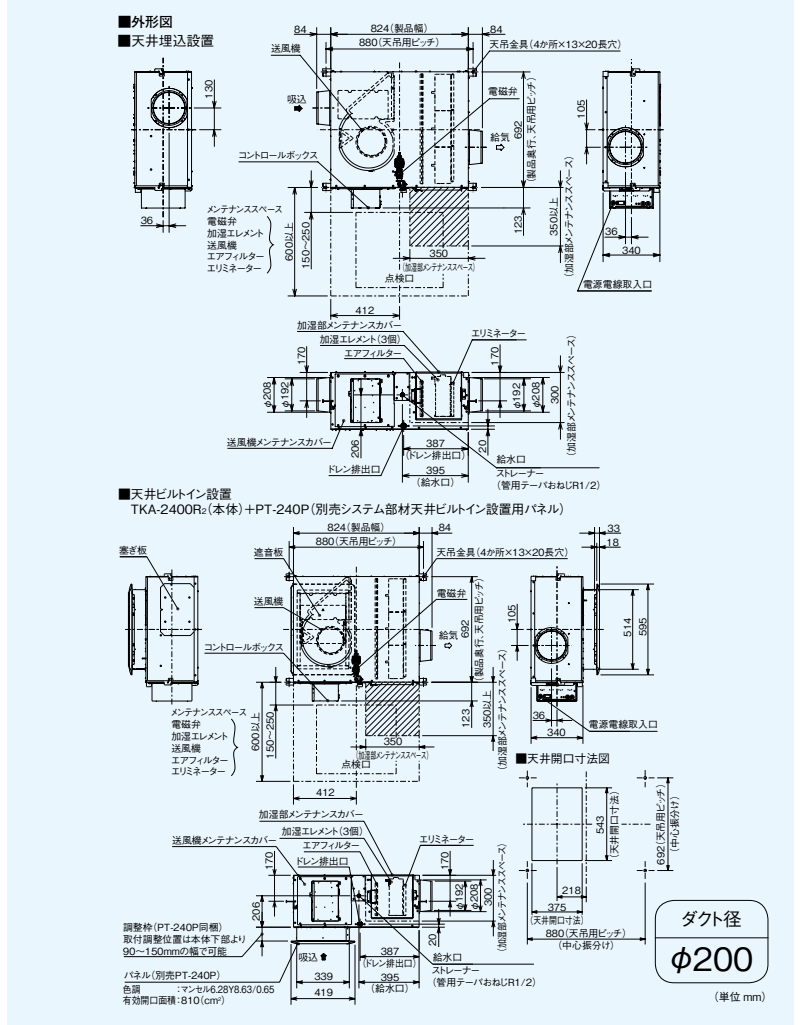 ■外形図
■天井埋込設置
84
824(製品幅)
84
880(天吊用ピッチ)
送風機
天吊金具(4か所×13×20長穴)
電磁弁
吸込
給気
130
105
692
(製品奥行、天吊用ピッチ)
コントロールボックス
36
メンテナンススペース
電磁弁
加湿エレメント
送風機
エアフィルター
エリミネーター
600以上
150〜250
123
350以上
(加湿部メンテナンススペース)
350
(加湿部メンテナンススペース)
点検口
412
36
340
電源電線取入口
加湿部メンテナンスカバー
加湿エレメント(3個)
エアフィルター
エリミネーター
170
170
φ208
φ192
φ192
φ208
300
(加湿部メンテナンススペース)
送風機メンテナンスカバー
206
ドレン排出口
387
(ドレン排出口)
20
395
(給水口)
給水口
ストレーナー
(管用テーパおねじR1/2)
■天井ビルトイン設置
TKA-2400R₂(本体)+PT-240P(別売システム部材天井ビルトイン設置用パネル)
824(製品幅)
84
880(天吊用ピッチ)
33
18
塞ぎ板
遮音板
天吊金具(4か所×13×20長穴)
送風機
電磁弁
給気
692
(製品奥行、天吊用ピッチ)
105
514
595
コントロールボックス
メンテナンススペース
電磁弁
加湿エレメント
送風機
エアフィルター
エリミネーター
600以上
150〜250
123
350以上
(加湿部メンテナンススペース)
350
(加湿部メンテナンススペース)
点検口
412
36
340
電源電線取入口
■天井開口寸法図
543
(天井開口寸法)
692(天吊用ピッチ)
(中心振分け)
218
375
(天井開口寸法)
880(天吊用ピッチ)
(中心振分け)
加湿部メンテナンスカバー
送風機メンテナンスカバー
加湿エレメント(3個)
エアフィルター
エリミネーター
ドレン排出口
170
170
φ192
φ208
300
(加湿部メンテナンススペース)
206
20
調整枠(PT-240P同梱)
取付調整位置は本体下部より
90〜150mmの幅で可能
吸込
387
(ドレン排出口)
395
(給水口)
給水口
ストレーナー
(管用テーパおねじR1/2)
パネル(別売PT-240P)
色調 :マンセル6.28Y8.63/0.65
有効開口面積:810(cm²)
339
419
ダクト径
φ200
(単位 mm)